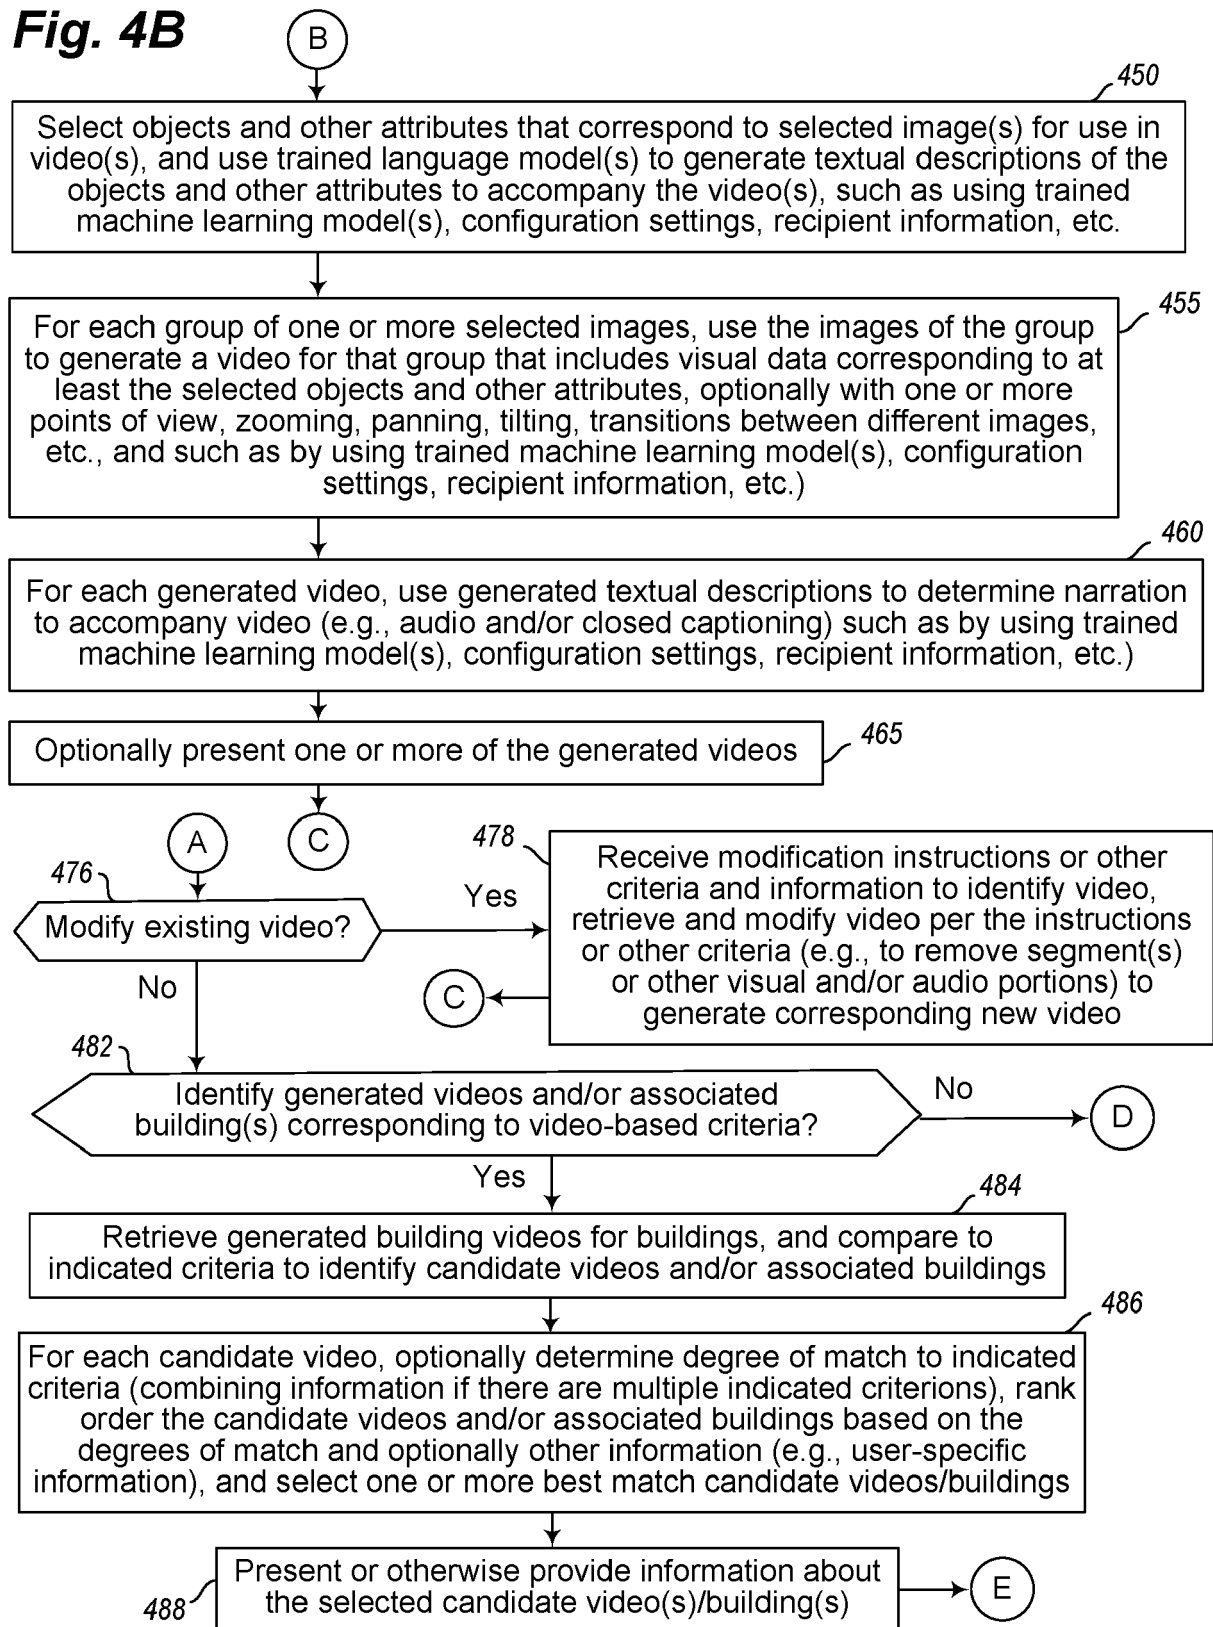 Fig. 4B
B
450
Select objects and other attributes that correspond to selected image(s) for use in
video(s), and use trained language model(s) to generate textual descriptions of the
objects and other attributes to accompany the video(s), such as using trained
machine learning model(s), configuration settings, recipient information, etc.
455
For each group of one or more selected images, use the images of the group
to generate a video for that group that includes visual data corresponding to at
least the selected objects and other attributes, optionally with one or more
points of view, zooming, panning, tilting, transitions between different images,
etc., and such as by using trained machine learning model(s), configuration
settings, recipient information, etc.)
460
For each generated video, use generated textual descriptions to determine narration
to accompany video (e.g., audio and/or closed captioning) such as by using trained
machine learning model(s), configuration settings, recipient information, etc.)
465
Optionally present one or more of the generated videos
A
C
476
Modify existing video?
Yes
No
478
Receive modification instructions or other
criteria and information to identify video,
retrieve and modify video per the instructions
or other criteria (e.g., to remove segment(s)
or other visual and/or audio portions) to
generate corresponding new video
C
482
Identify generated videos and/or associated
building(s) corresponding to video-based criteria?
No
D
Yes
484
Retrieve generated building videos for buildings, and compare to
indicated criteria to identify candidate videos and/or associated buildings
486
For each candidate video, optionally determine degree of match to indicated
criteria (combining information if there are multiple indicated criterions), rank
order the candidate videos and/or associated buildings based on the
degrees of match and optionally other information (e.g., user-specific
information), and select one or more best match candidate videos/buildings
488
Present or otherwise provide information about
the selected candidate video(s)/building(s)
E